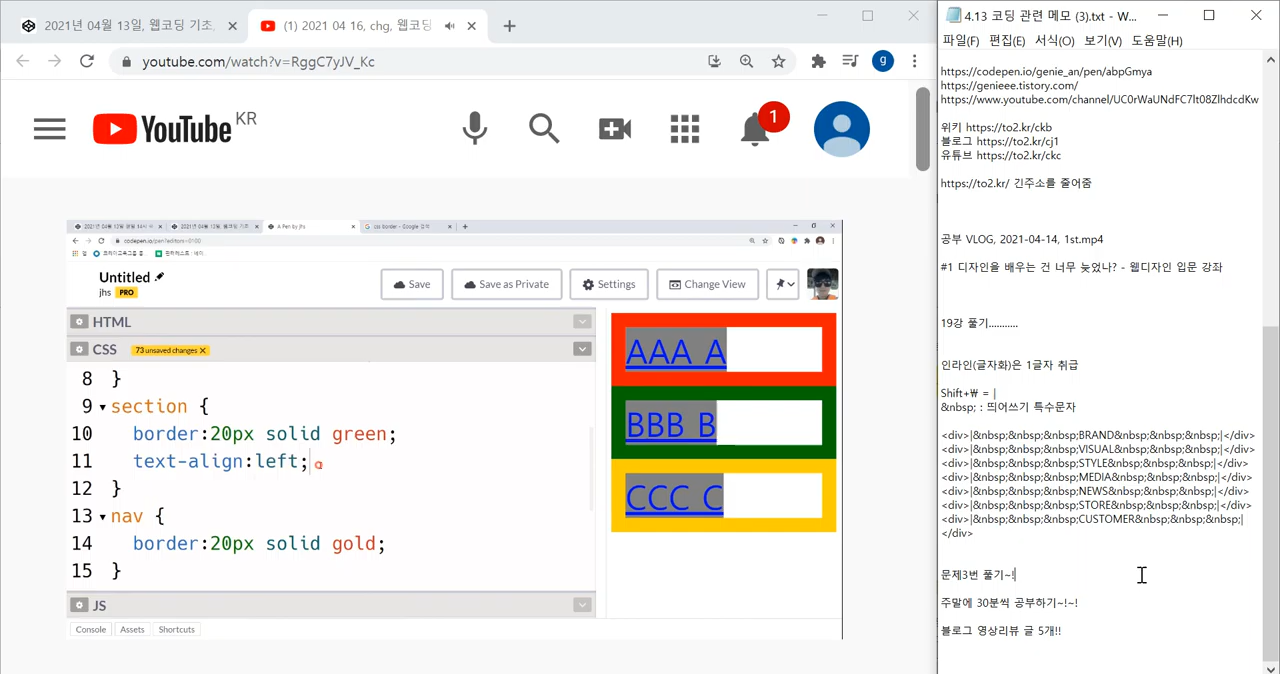 2021년 04월 13일, 웹코딩 기초.
(1) 2021 04 16, chg, 웹코딩
youtube.com/watch?v=RggC7yJV_Kc
g
YouTube KR
1
codepen.io/pen?editors=0100
Untitled
jhs PRO
Save
Save as Private
Settings
Change View
HTML
CSS 73 unsaved changes X
8 }
9 section {
10 border:20px solid green;
11 text-align:left;
12 }
13 nav {
14 border:20px solid gold;
15 }
JS
Console Assets Shortcuts
AAA A
BBB B
CCC C
4.13 코딩 관련 메모 (3).txt - W...
파일(F) 편집(E) 서식(O) 보기(V) 도움말(H)
https://codepen.io/genie_an/pen/abpGmya
https://genieee.tistory.com/
https://www.youtube.com/channel/UC0rWaUNdFC7lt08ZlhdcdKw
위키 https://to2.kr/ckb
블로그 https://to2.kr/cj1
유튜브 https://to2.kr/ckc
https://to2.kr/ 긴주소를 줄어줌
공부 VLOG, 2021-04-14, 1st.mp4
#1 디자인을 배우는 건 너무 늦었나? - 웹디자인 입문 강좌
19강 풀기...........
인라인(글자화)은 1글자 취급
Shift+₩ = |
&nbsp; : 띄어쓰기 특수문자
<div>|&nbsp;&nbsp;&nbsp;BRAND&nbsp;&nbsp;&nbsp;|</div>
<div>|&nbsp;&nbsp;&nbsp;VISUAL&nbsp;&nbsp;&nbsp;|</div>
<div>|&nbsp;&nbsp;&nbsp;STYLE&nbsp;&nbsp;&nbsp;|</div>
<div>|&nbsp;&nbsp;&nbsp;MEDIA&nbsp;&nbsp;&nbsp;|</div>
<div>|&nbsp;&nbsp;&nbsp;NEWS&nbsp;&nbsp;&nbsp;|</div>
<div>|&nbsp;&nbsp;&nbsp;STORE&nbsp;&nbsp;&nbsp;|</div>
<div>|&nbsp;&nbsp;&nbsp;CUSTOMER&nbsp;&nbsp;&nbsp;|
</div>
문제3번 풀기~!
주말에 30분씩 공부하기~!~!
블로그 영상리뷰 글 5개!!